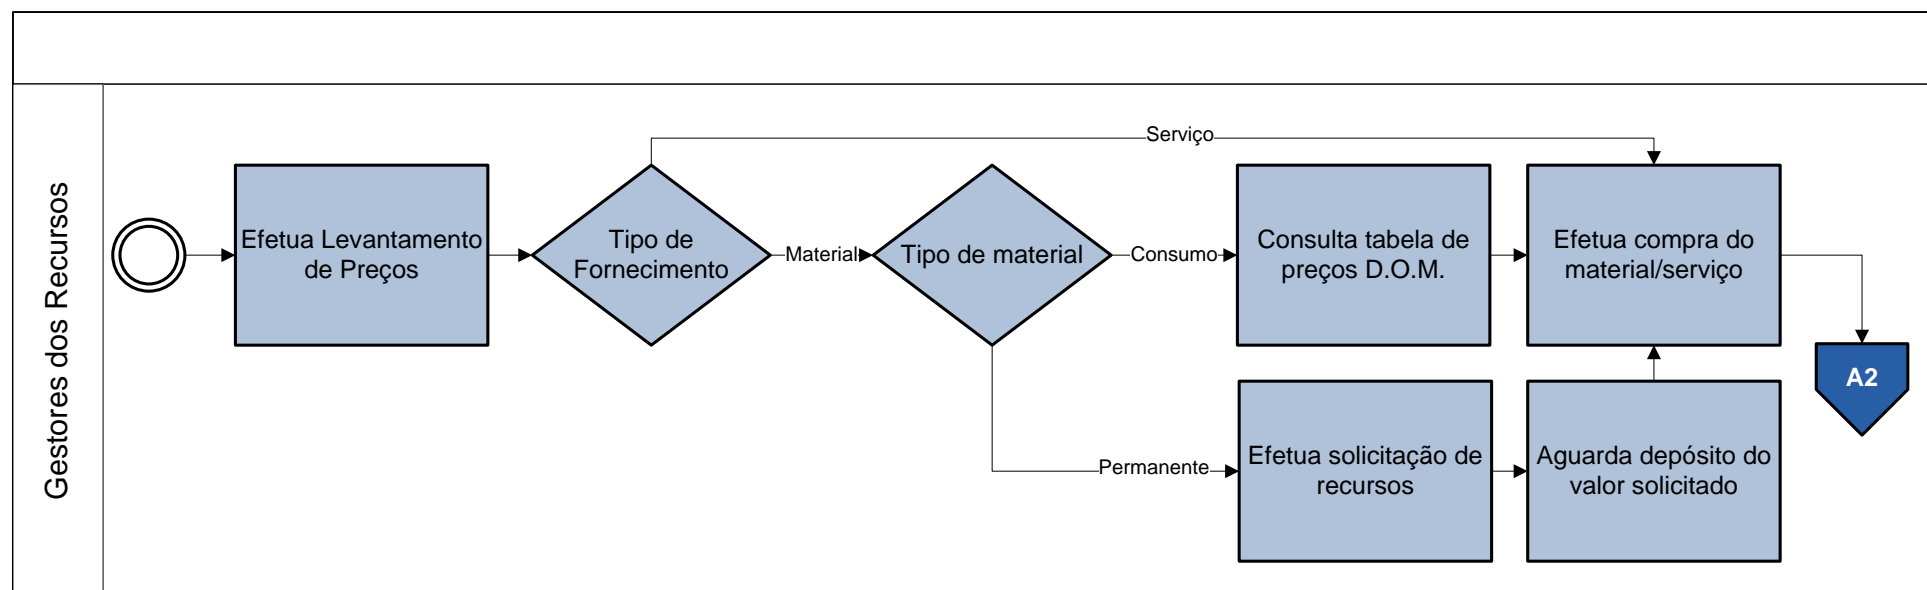 Gestores dos Recursos
Efetua Levantamento
de Preços
Tipo de
Fornecimento
Serviço
Material
Tipo de material
Consumo
Consulta tabela de
preços D.O.M.
Efetua compra do
material/serviço
Permanente
Efetua solicitação de
recursos
Aguarda depósito do
valor solicitado
A2